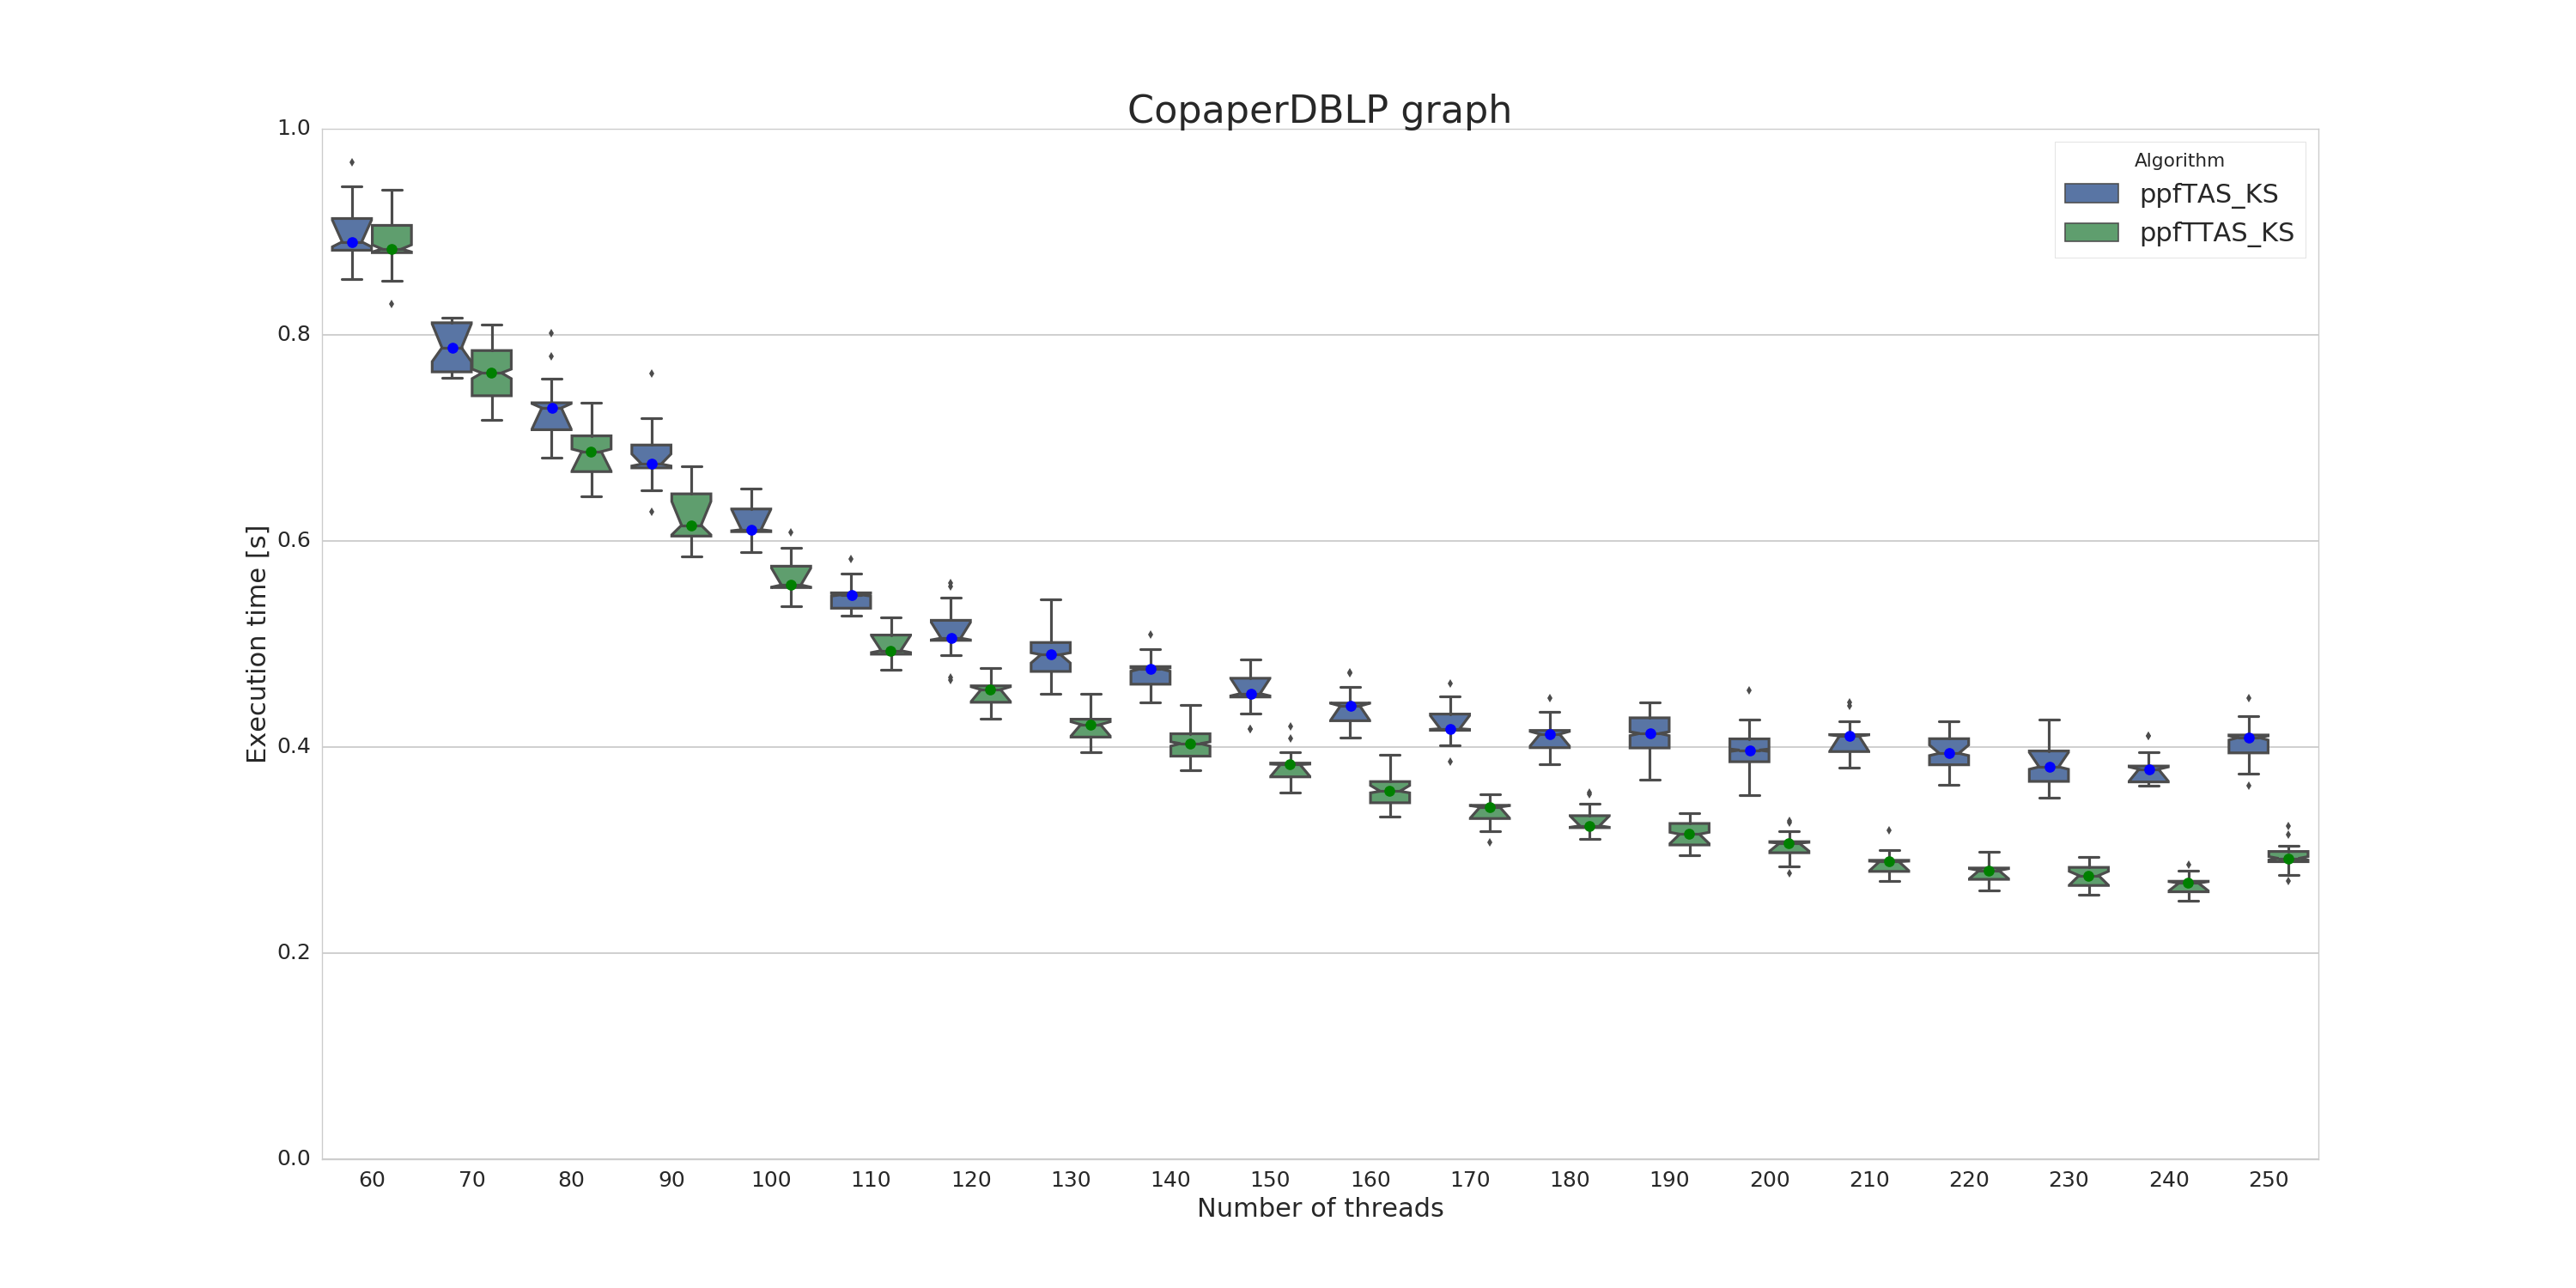 CopaperDBLP graph
1.0
0.8
0.6
0.4
0.2
0.0
Execution time [s]
Algorithm
ppfTAS_KS
ppfTTAS_KS
60 70 80 90 100 110 120 130 140 150 160 170 180 190 200 210 220 230 240 250
Number of threads